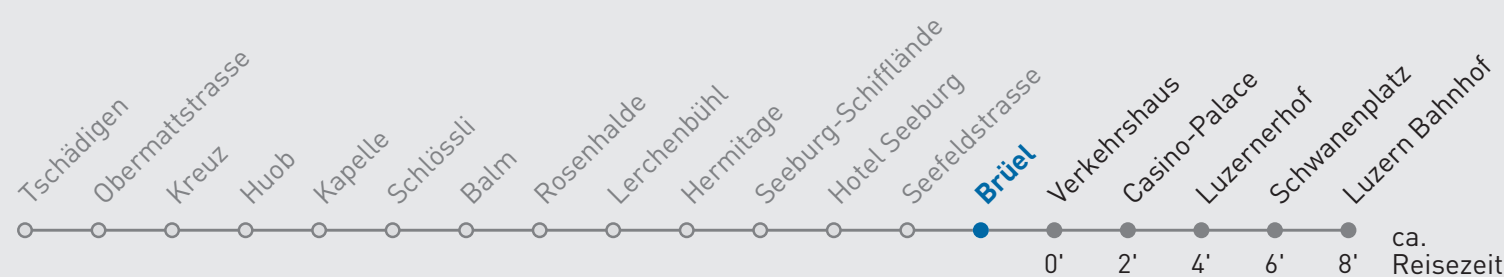 Tschädigen
Obermattstrasse
Kreuz
Huob
Kapelle
Schlössli
Balm
Rosenhalde
Lerchenbühl
Hermitage
Seeburg-Schifflände
Hotel Seeburg
Seefeldstrasse
Brüel
Verkehrshaus
Casino-Palace
Luzernerhof
Schwanenplatz
Luzern Bahnhof
0' 2' 4' 6' 8'
ca.
Reisezeit